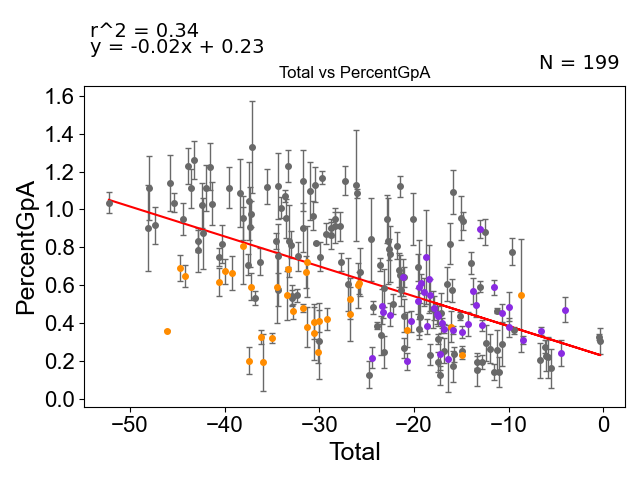 r^2 = 0.34
y = -0.02x + 0.23
N = 199
Total vs PercentGpA
PercentGpA
1.6
1.4
1.2
1.0
0.8
0.6
0.4
0.2
0.0
−50
−40
−30
−20
−10
0
Total